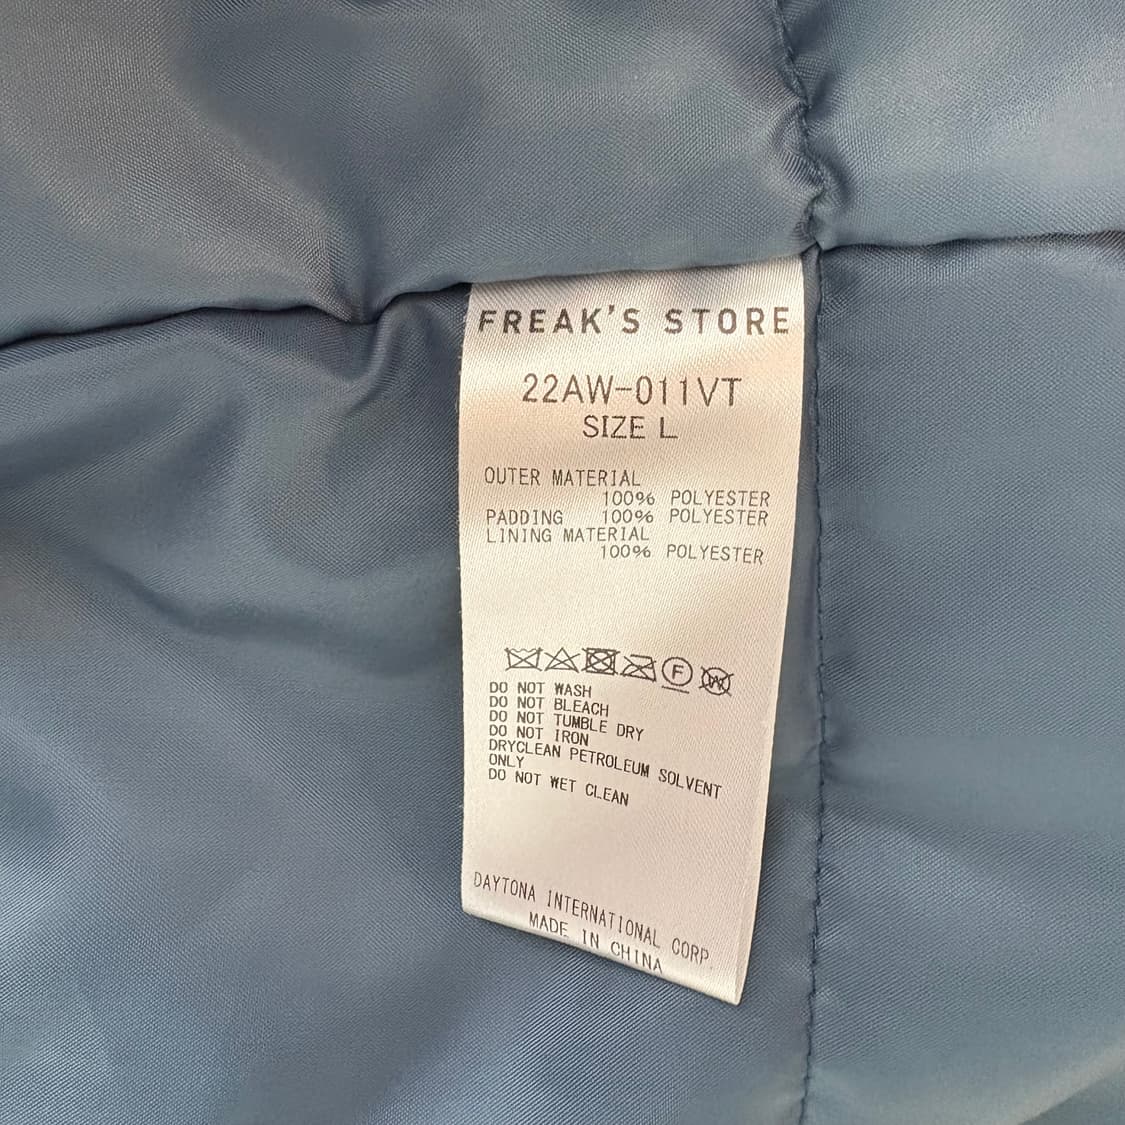 FREAK'S STORE
22AW-011VT
SIZE L
OUTER MATERIAL
100% POLYESTER
PADDING 100% POLYESTER
LINING MATERIAL
100% POLYESTER
F W
DO NOT WASH
DO NOT BLEACH
DO NOT TUMBLE DRY
DO NOT IRON
DRYCLEAN PETROLEUM SOLVENT
ONLY
DO NOT WET CLEAN
DAYTONA INTERNATIONAL CORP.
MADE IN CHINA